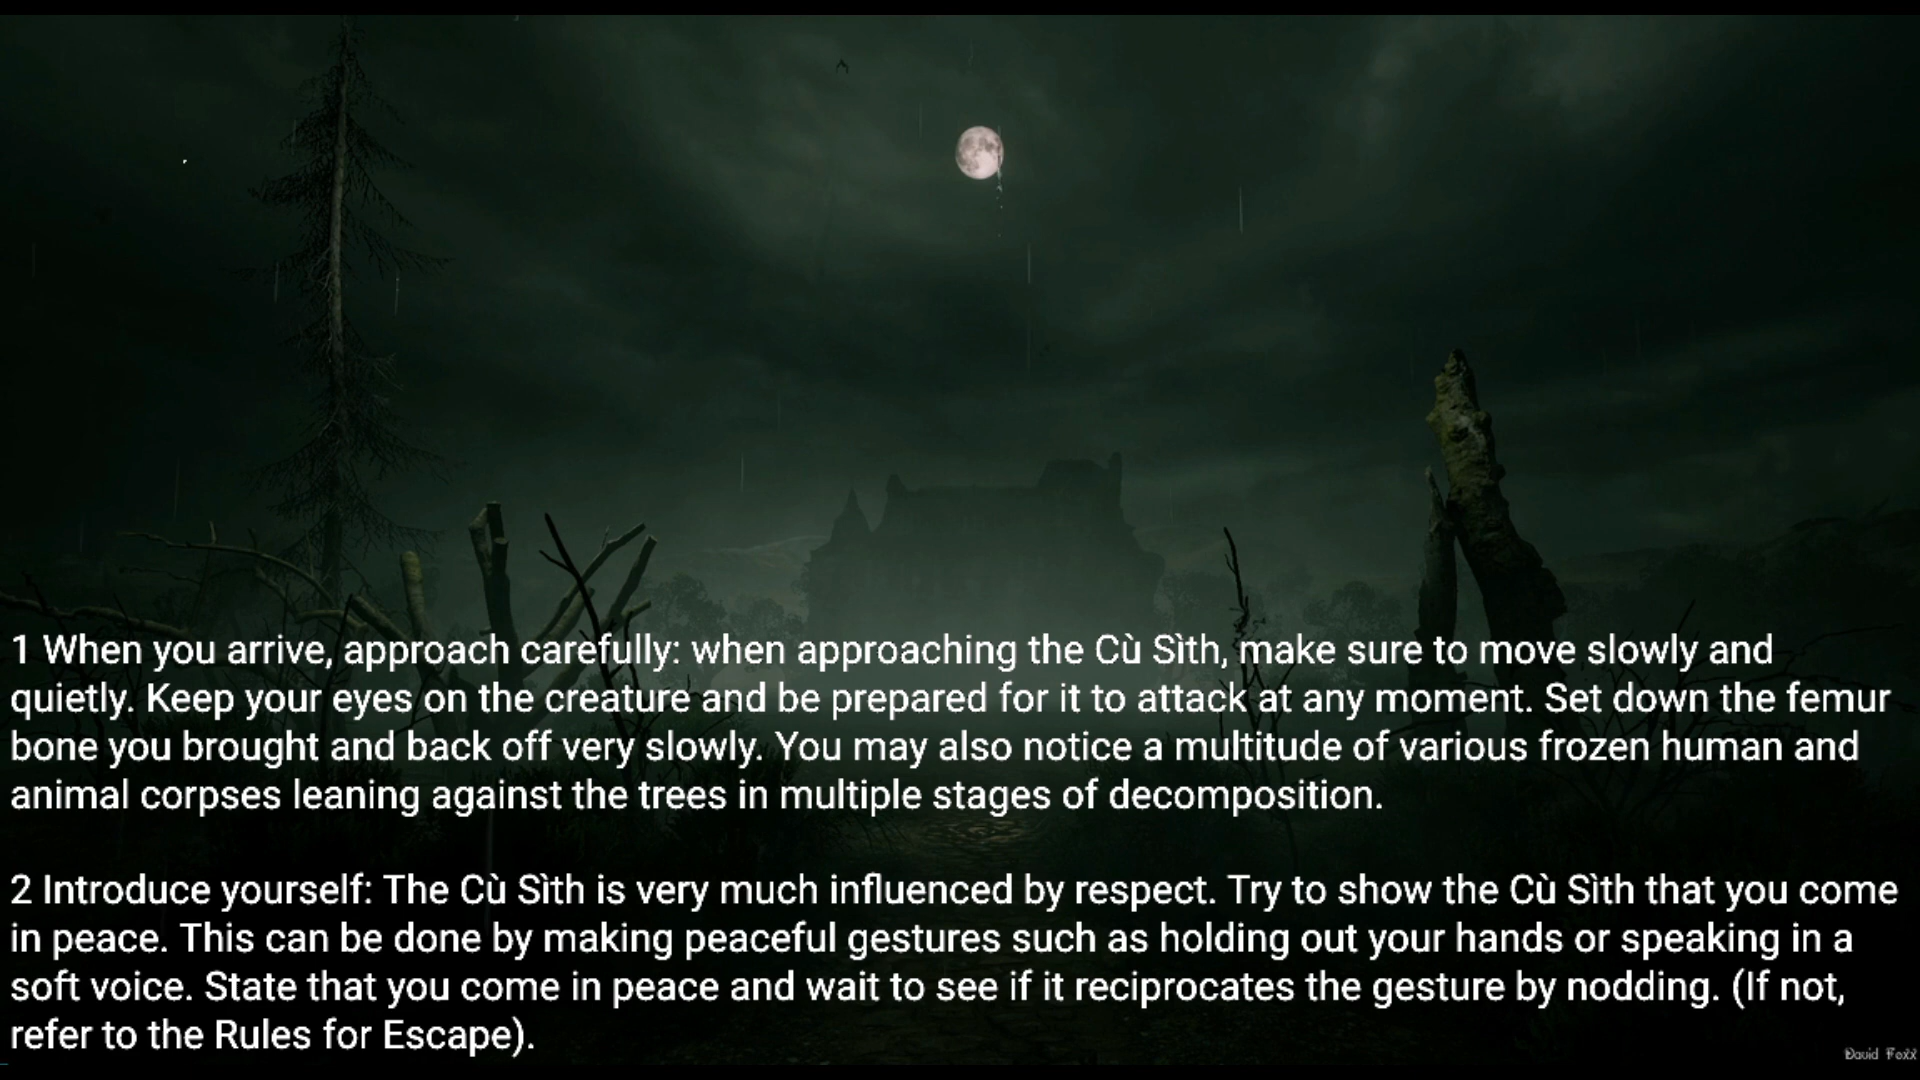 1 When you arrive, approach carefully: when approaching the Cù Sìth, make sure to move slowly and
quietly. Keep your eyes on the creature and be prepared for it to attack at any moment. Set down the femur
bone you brought and back off very slowly. You may also notice a multitude of various frozen human and
animal corpses leaning against the trees in multiple stages of decomposition.
2 Introduce yourself: The Cù Sìth is very much influenced by respect. Try to show the Cù Sìth that you come
in peace. This can be done by making peaceful gestures such as holding out your hands or speaking in a
soft voice. State that you come in peace and wait to see if it reciprocates the gesture by nodding. (If not,
refer to the Rules for Escape).
David Foxx